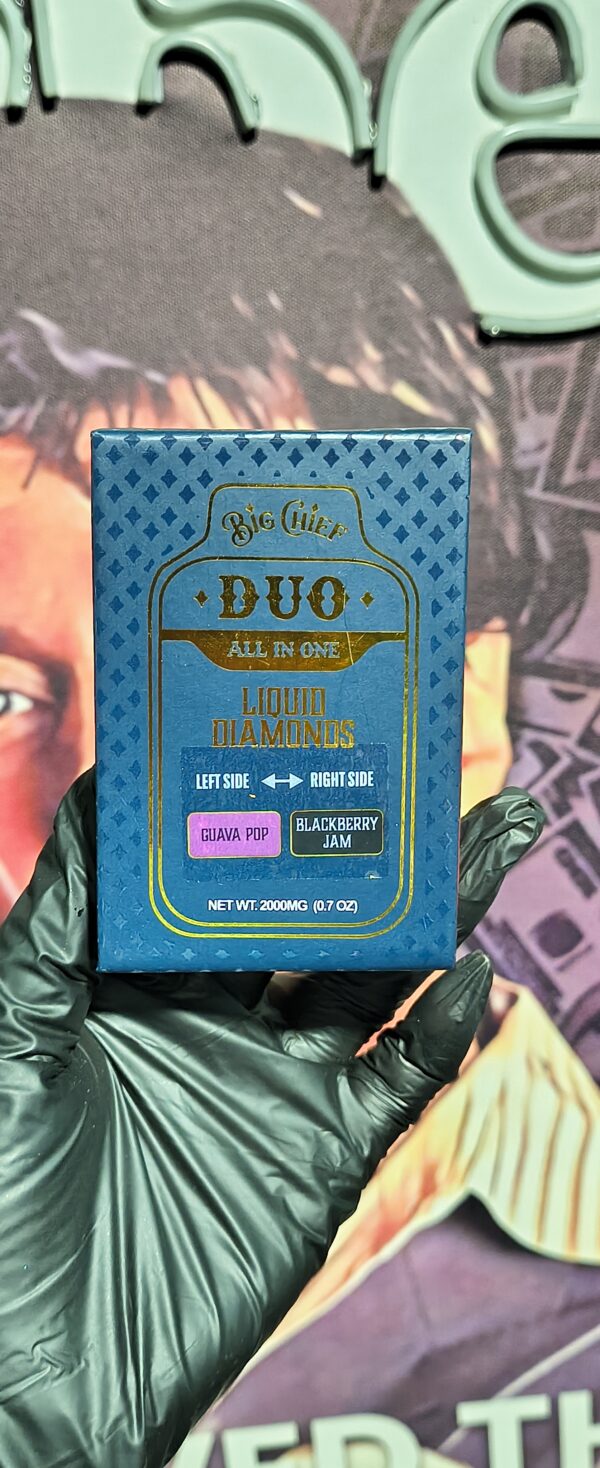 BIG CHIEF
DUO
ALL IN ONE
LIQUID
DIAMONDS
LEFT SIDE ↔ RIGHT SIDE
GUAVA POP
BLACKBERRY
JAM
NET WT. 2000MG (0.7 OZ)